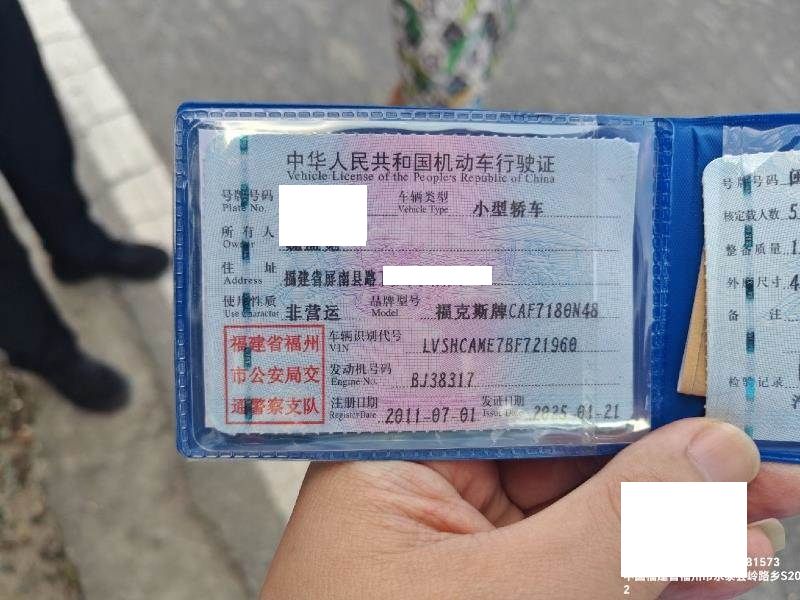 中华人民共和国机动车行驶证
Vehicle License of the People's Republic of China
号牌号码
Plate No.
车辆类型
Vehicle Type
小型轿车
所有人
Owner
住址
Address
福建省屏南县路
使用性质
Use Character
非营运
品牌型号
Model
福克斯牌CAF7180N48
福建省福州
市公安局交
通警察支队
车辆识别代号
VIN
LVSHCAME7BF721960
发动机号码
Engine No.
BJ38317
注册日期
Register Date
2011-07-01
发证日期
Issue Date
2025-01-21
号牌号码
核定载人数
5
整备质量
1
外廓尺寸
4
备注
检验记录
81573
2